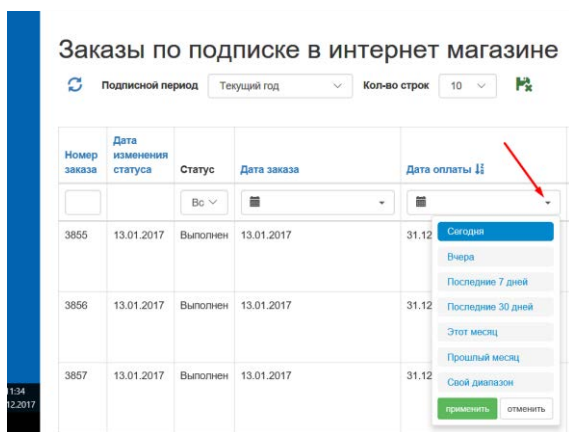 Заказы по подписке в интернет магазине
Подписной период Текущий год Кол-во строк 10
Номер заказа Дата изменения статуса Статус Дата заказа Дата оплаты
Вс
3855 13.01.2017 Выполнен 13.01.2017 31.12
Сегодня
Вчера
Последние 7 дней
3856 13.01.2017 Выполнен 13.01.2017 31.12
Последние 30 дней
Этот месяц
Прошлый месяц
3857 13.01.2017 Выполнен 13.01.2017 31.12
Свой диапазон
применить отменить
11:34
12.2017